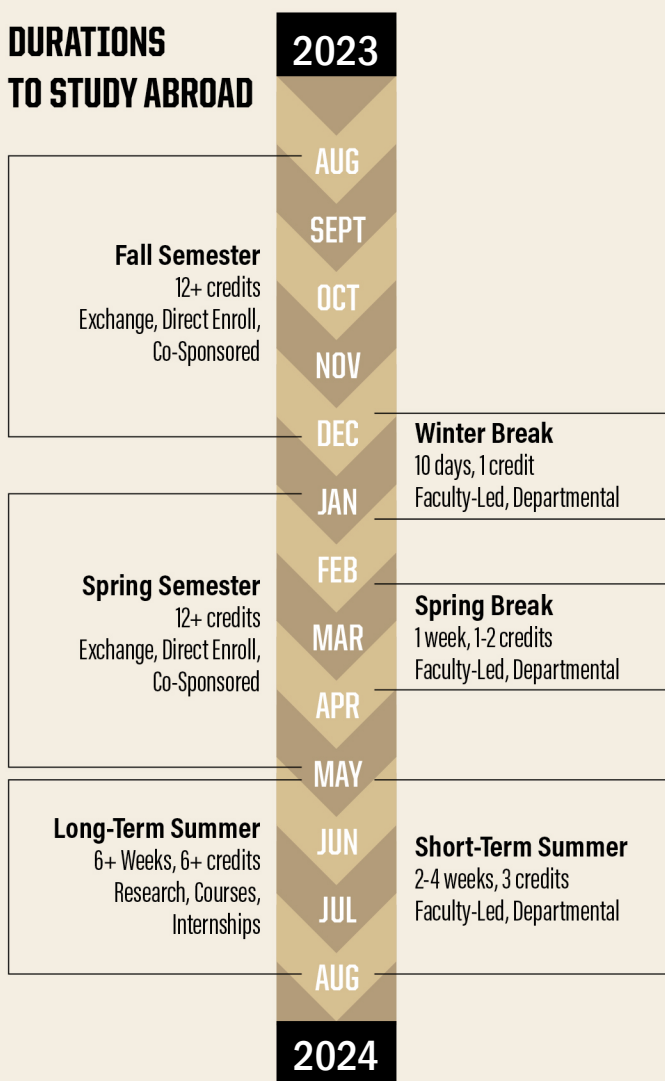 DURATIONS
TO STUDY ABROAD
2023
AUG
SEPT
OCT
NOV
DEC
JAN
FEB
MAR
APR
MAY
JUN
JUL
AUG
2024
Fall Semester
12+ credits
Exchange, Direct Enroll,
Co-Sponsored
Winter Break
10 days, 1 credit
Faculty-Led, Departmental
Spring Semester
12+ credits
Exchange, Direct Enroll,
Co-Sponsored
Spring Break
1 week, 1-2 credits
Faculty-Led, Departmental
Long-Term Summer
6+ Weeks, 6+ credits
Research, Courses,
Internships
Short-Term Summer
2-4 weeks, 3 credits
Faculty-Led, Departmental